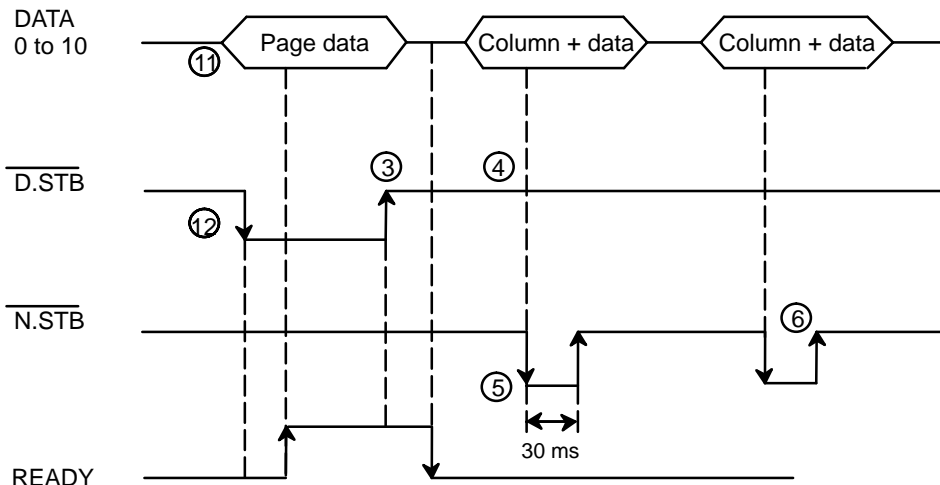 DATA
0 to 10
Page data
Column + data
Column + data
11
D.STB
3
4
12
N.STB
6
5
30 ms
READY